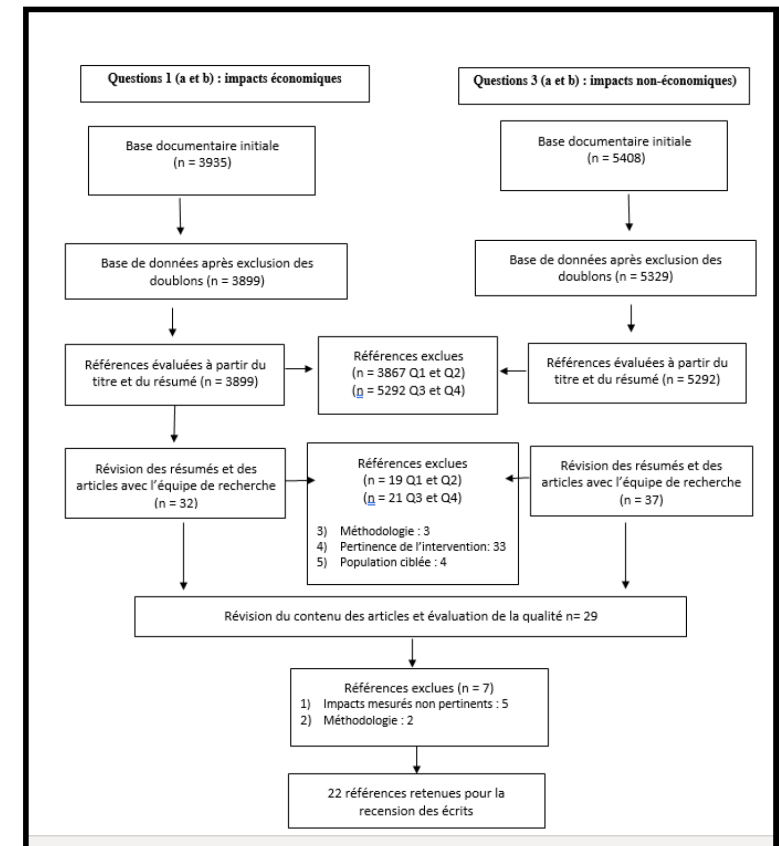 Questions 1 (a et b) : impacts économiques
Questions 3 (a et b) : impacts non-économiques)
Base documentaire initiale
(n = 3935)
Base documentaire initiale
(n = 5408)
Base de données après exclusion des
doublons (n = 3899)
Base de données après exclusion des
doublons (n = 5329)
Références évaluées à partir du
titre et du résumé (n = 3899)
Références exclues
(n = 3867 Q1 et Q2)
(n = 5292 Q3 et Q4)
Références évaluées à partir du
titre et du résumé (n = 5292)
Révision des résumés et des
articles avec l’équipe de recherche
(n = 32)
Références exclues
(n = 19 Q1 et Q2)
(n = 21 Q3 et Q4)
3) Méthodologie : 3
4) Pertinence de l’intervention: 33
5) Population ciblée : 4
Révision des résumés et des
articles avec l’équipe de recherche
(n = 37)
Révision du contenu des articles et évaluation de la qualité n= 29
Références exclues (n = 7)
1) Impacts mesurés non pertinents : 5
2) Méthodologie : 2
22 références retenues pour la
recension des écrits